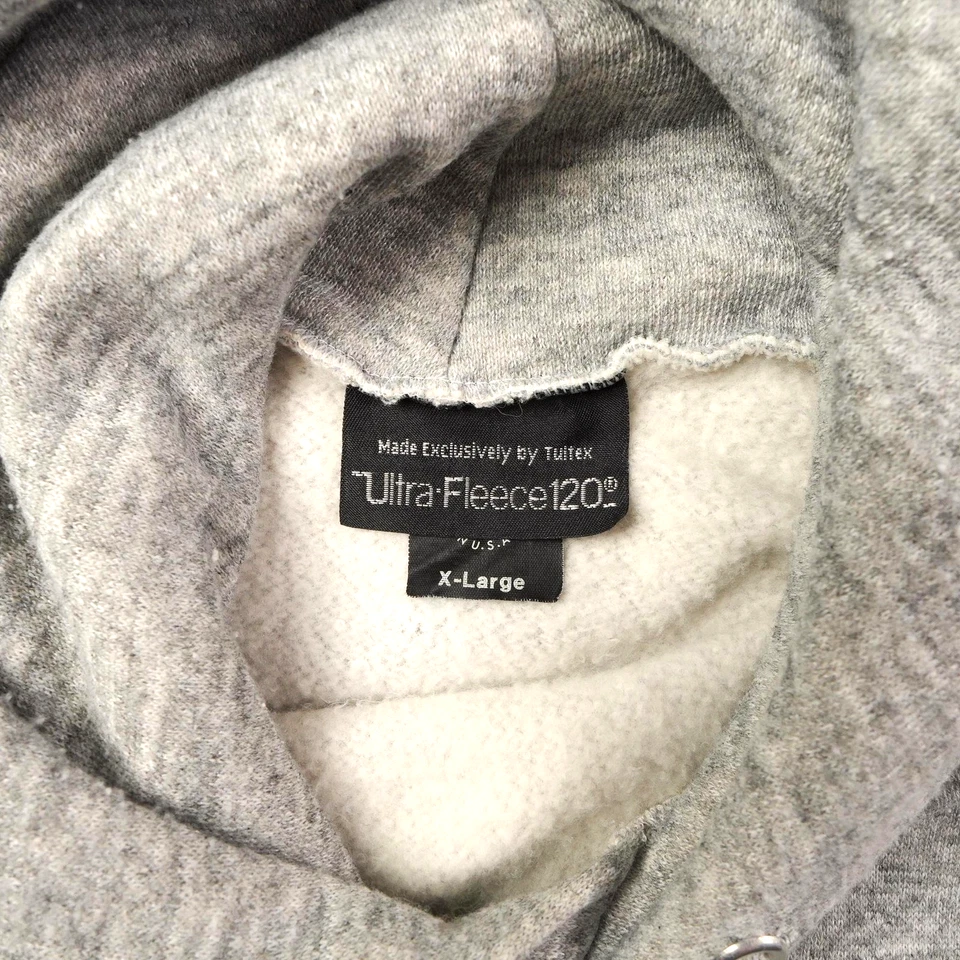 Made Exclusively by Tultex
Ultra·Fleece120®
U.S.A
X-Large